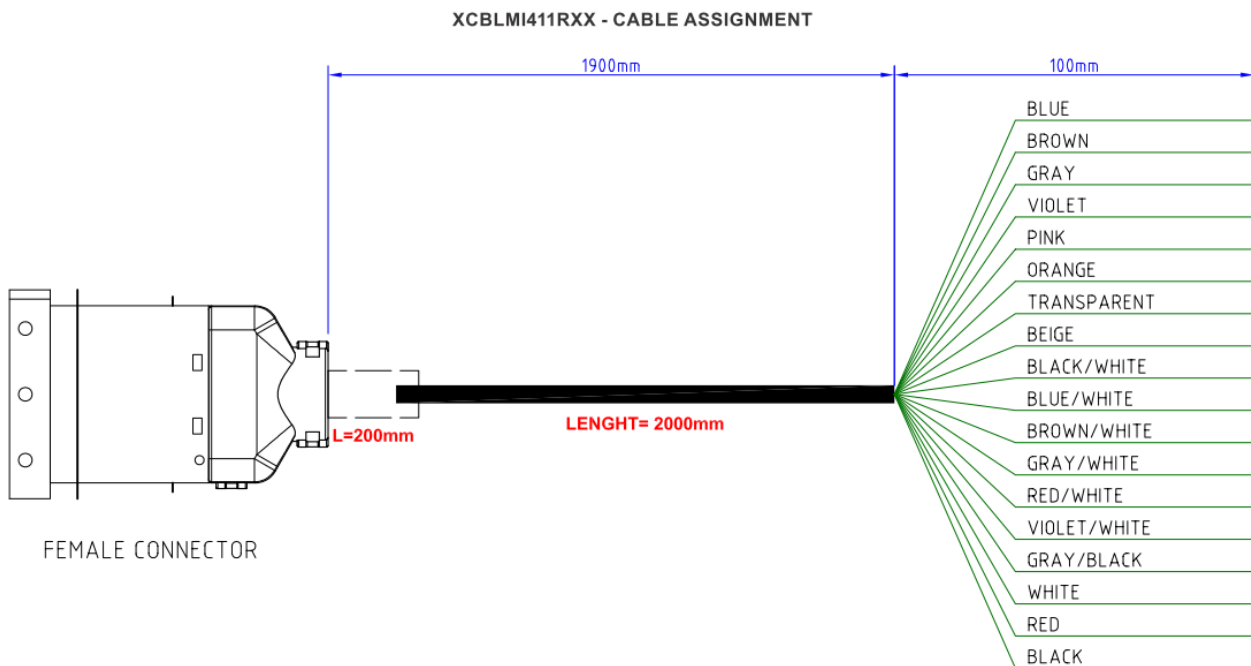 XCBLMI411RXX - CABLE ASSIGNMENT
1900mm
100mm
BLUE
BROWN
GRAY
VIOLET
PINK
ORANGE
TRANSPARENT
BEIGE
BLACK/WHITE
BLUE/WHITE
BROWN/WHITE
GRAY/WHITE
RED/WHITE
VIOLET/WHITE
GRAY/BLACK
WHITE
RED
BLACK
L=200mm
LENGHT= 2000mm
FEMALE CONNECTOR